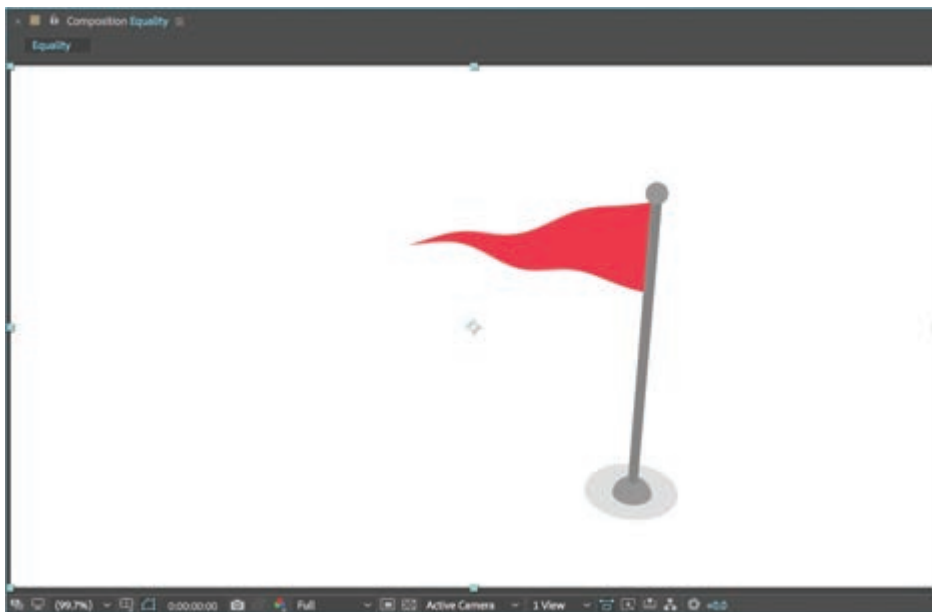 Composition Equality
Equality
(99.7%) 0:00:00:00 Full Active Camera 1 View +0.0